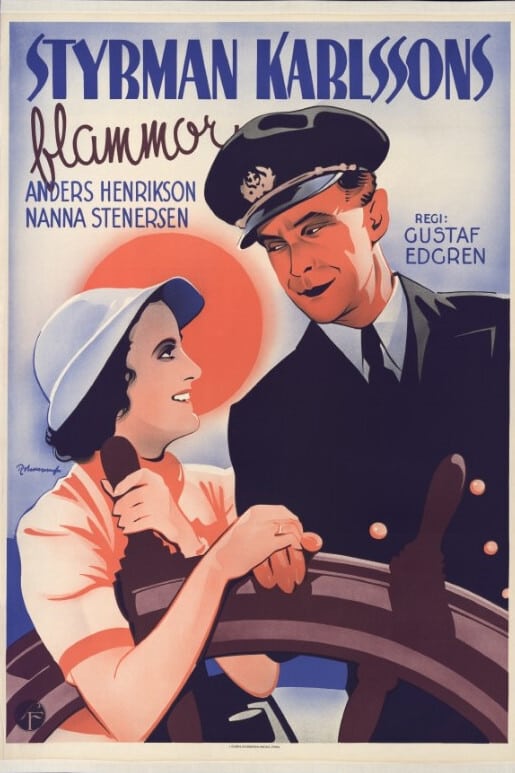 STYRMAN KARLSSONS
flammor
ANDERS HENRIKSON
NANNA STENERSEN
REGI:
GUSTAF
EDGREN